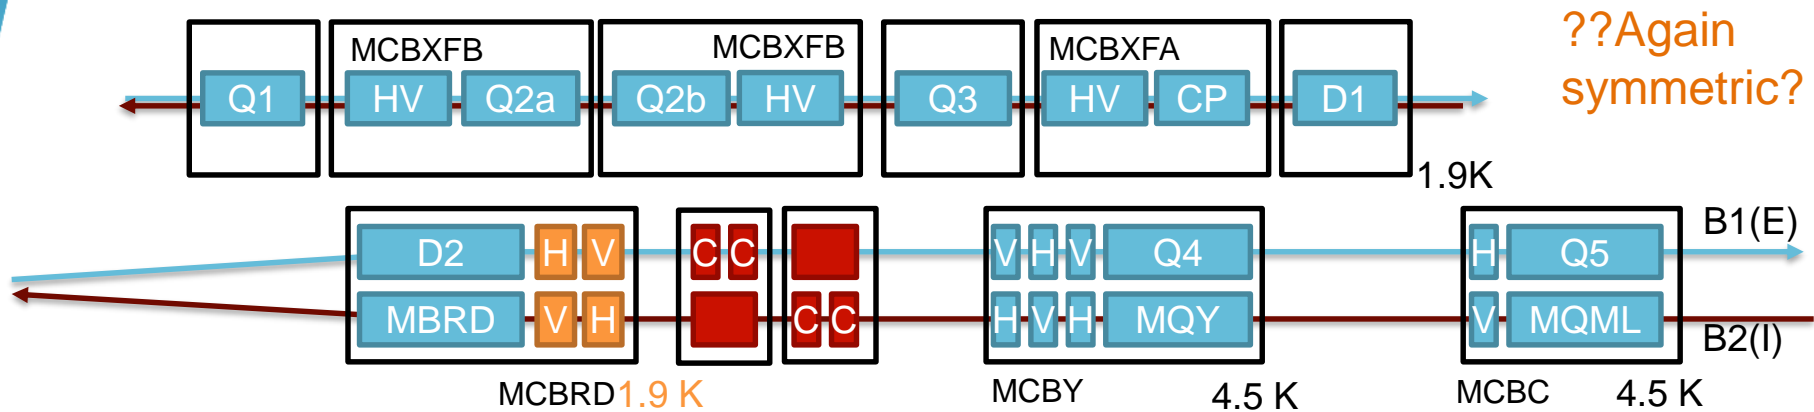 ??Again
symmetric?
MCBXFB
MCBXFB
MCBXFA
Q1
HV
Q2a
Q2b
HV
Q3
HV
CP
D1
1.9K
D2
H
V
C
C
V
H
V
Q4
H
Q5
B1(E)
MBRD
V
H
C
C
H
V
H
MQY
V
MQML
B2(I)
MCBRD 1.9 K
MCBY
4.5 K
MCBC
4.5 K